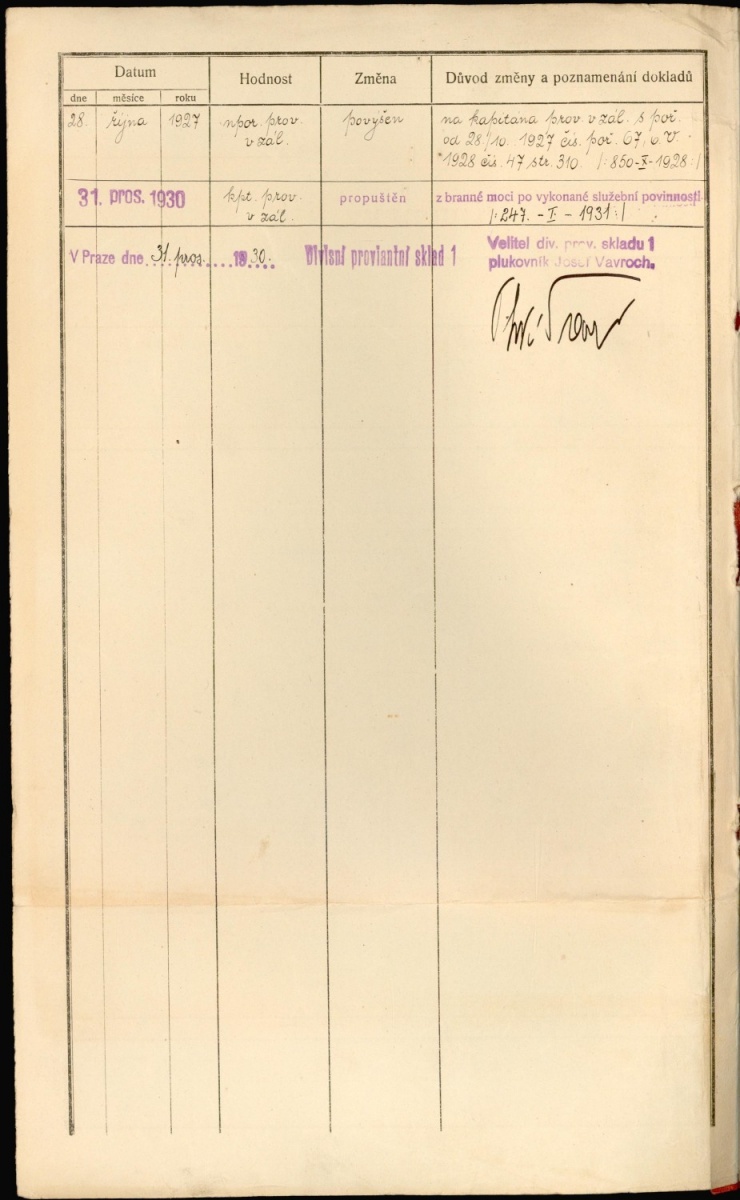 Datum
Hodnost
Změna
Důvod změny a poznamenání dokladů
dne
měsíce
roku
28.
října
1927
npor. prov.
v zál.
povýšen
na kapitána prov. v zál. s poř.
od 28./10. 1927 čís. poř. 67, o. V.
1928 čís. 47 str. 310 /:850-X-1928:/
31. pros. 1930
kpt. prov.
v zál.
propuštěn
z branné moci po vykonané služební povinnosti
/:247.-I-1931:/
V Praze dne 31. pros. 1930.
Divisní proviantní sklad 1
Velitel div. prov. skladu 1
plukovník Josef Vavroch.